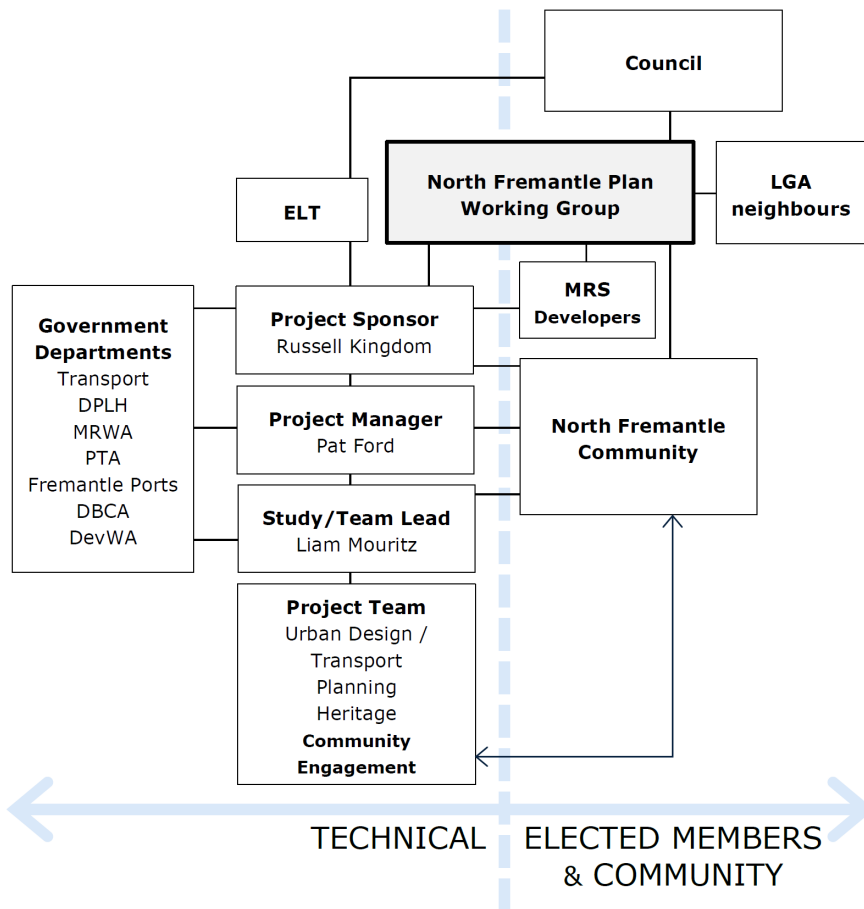 Council
North Fremantle Plan
Working Group
LGA
neighbours
ELT
MRS
Developers
Government
Departments
Transport
DPLH
MRWA
PTA
Fremantle Ports
DBCA
DevWA
Project Sponsor
Russell Kingdom
Project Manager
Pat Ford
North Fremantle
Community
Study/Team Lead
Liam Mouritz
Project Team
Urban Design /
Transport
Planning
Heritage
Community
Engagement
TECHNICAL
ELECTED MEMBERS
& COMMUNITY